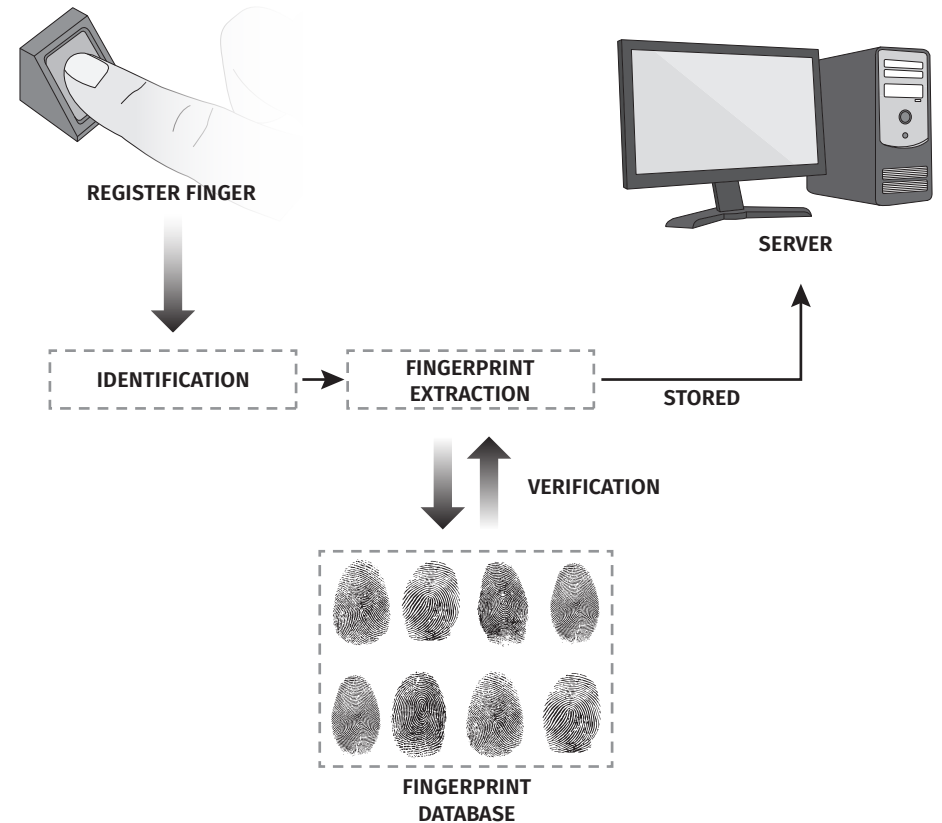 REGISTER FINGER
SERVER
IDENTIFICATION
FINGERPRINT
EXTRACTION
STORED
VERIFICATION
FINGERPRINT
DATABASE